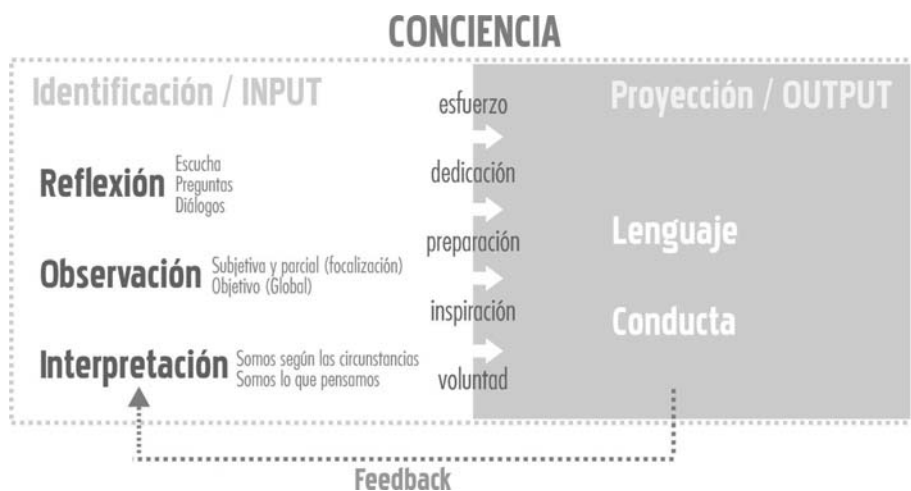 CONCIENCIA
Identificación / INPUT
Reflexión
Escucha
Preguntas
Diálogos
Observación
Subjetiva y parcial (focalización)
Objetivo (Global)
Interpretación
Somos según las circunstancias
Somos lo que pensamos
esfuerzo
dedicación
preparación
inspiración
voluntad
Proyección / OUTPUT
Lenguaje
Conducta
Feedback